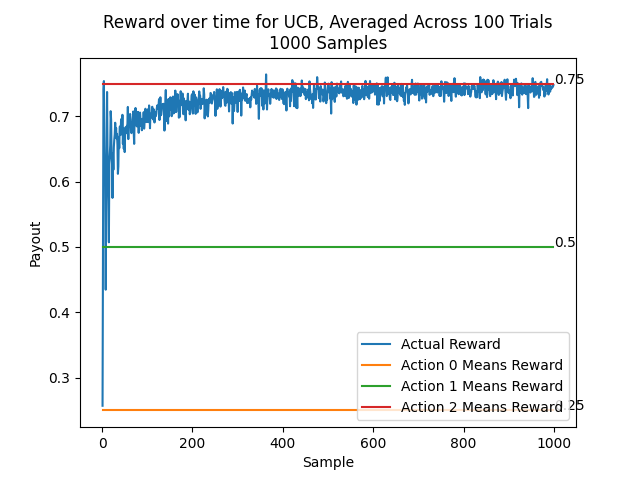 Reward over time for UCB, Averaged Across 100 Trials
1000 Samples
0.75
0.7
0.6
0.5
0.5
0.4
0.3
Payout
Actual Reward
Action 0 Means Reward
Action 1 Means Reward
Action 2 Means Reward
0.25
0
200
400
600
800
1000
Sample